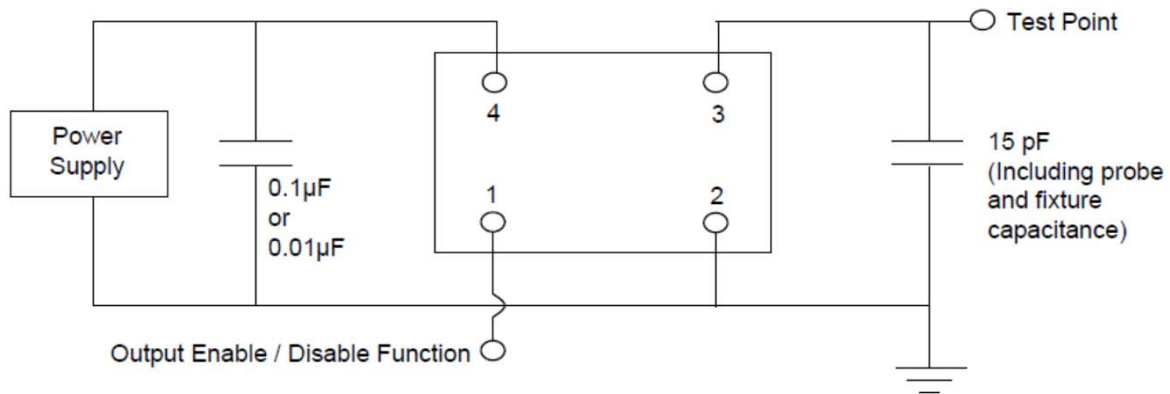 Test Point
4
3
Power
Supply
15 pF
(Including probe
and fixture
capacitance)
0.1µF
or
0.01µF
1
2
Output Enable / Disable Function